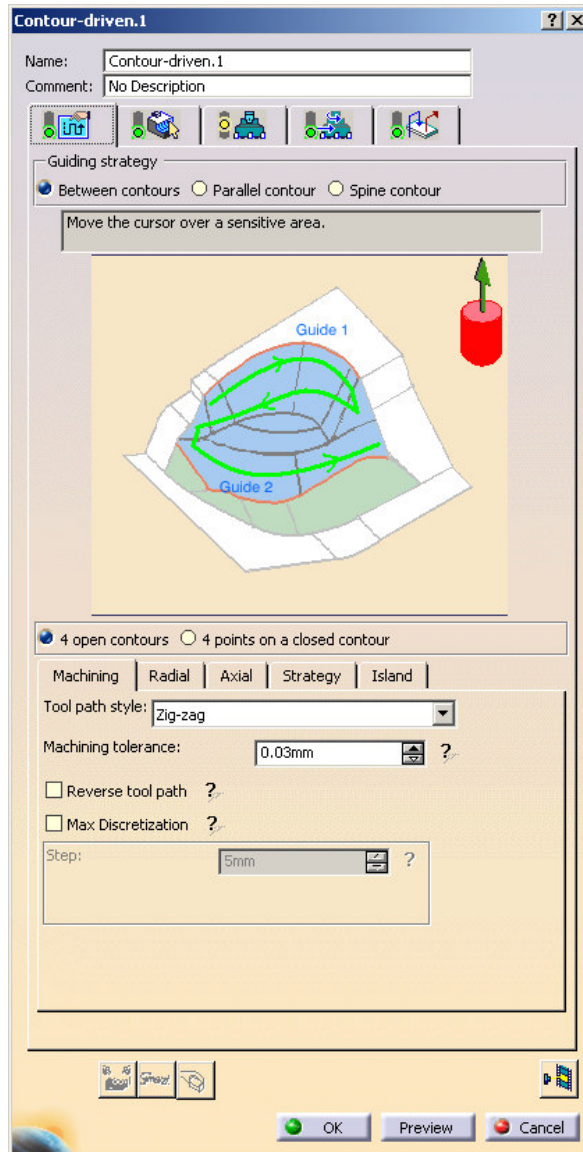 Contour-driven.1
Name: Contour-driven.1
Comment: No Description
Guiding strategy
Between contours Parallel contour Spine contour
Move the cursor over a sensitive area.
Guide 1
Guide 2
4 open contours 4 points on a closed contour
Machining Radial Axial Strategy Island
Tool path style: Zig-zag
Machining tolerance: 0.03mm ?
Reverse tool path ?
Max Discretization ?
Step: 5mm ?
OK Preview Cancel